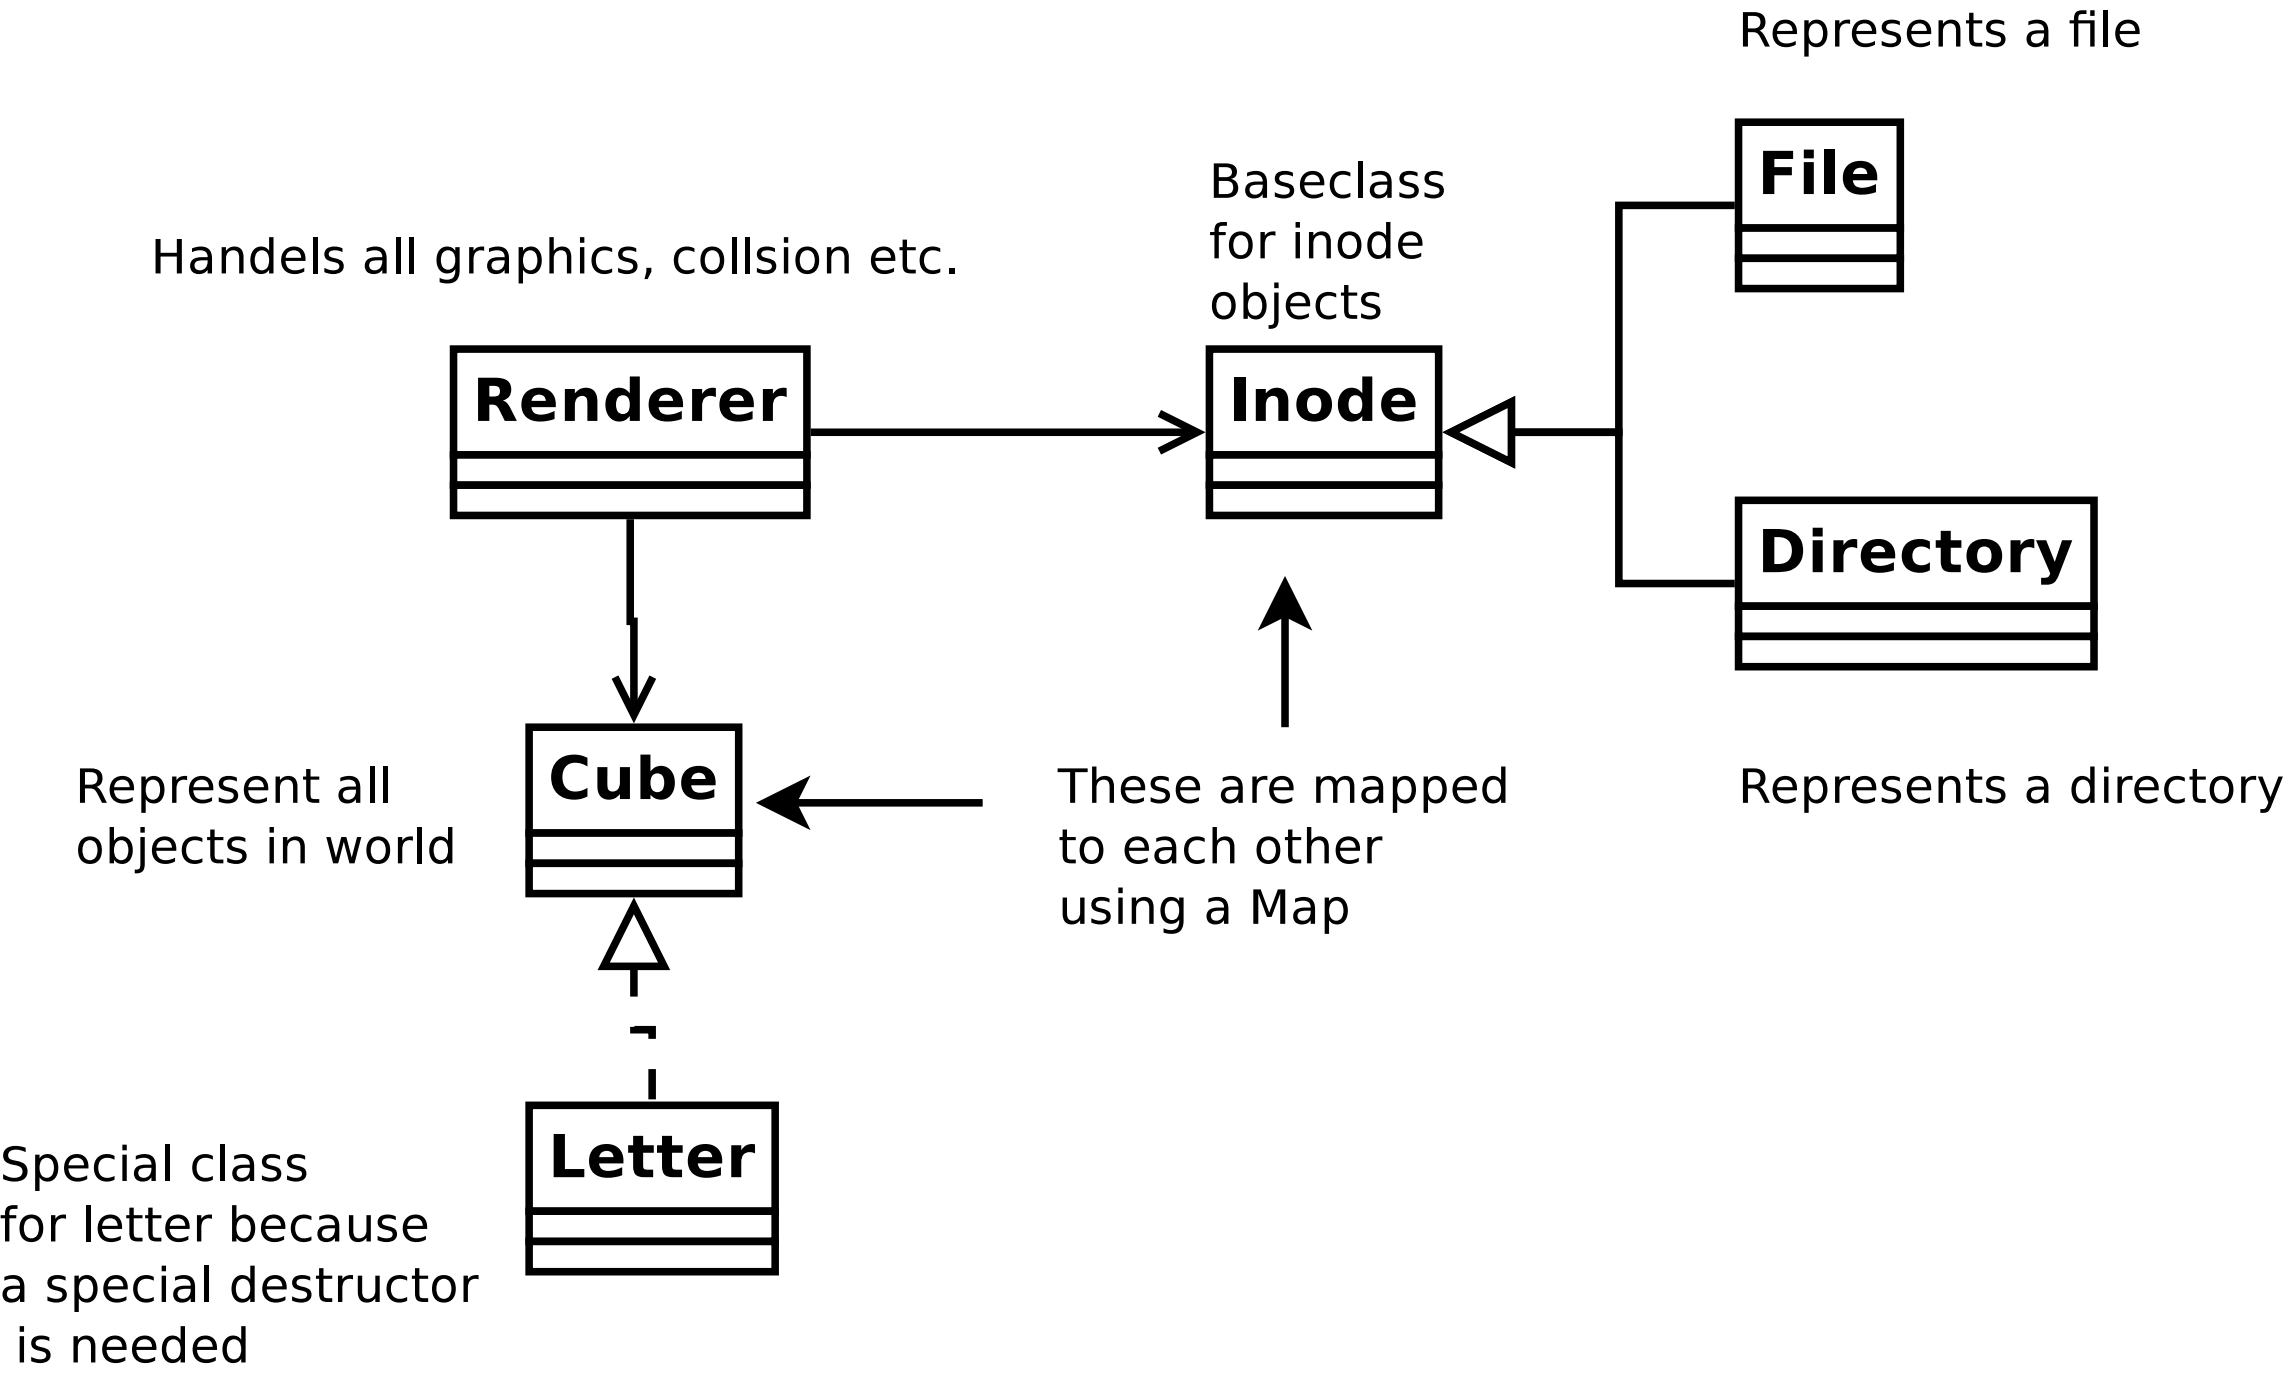 Represents a file
File
Baseclass
for inode
objects
Handels all graphics, collsion etc.
Renderer
Inode
Directory
Represents a directory
Cube
Represent all
objects in world
These are mapped
to each other
using a Map
Letter
Special class
for letter because
a special destructor
is needed